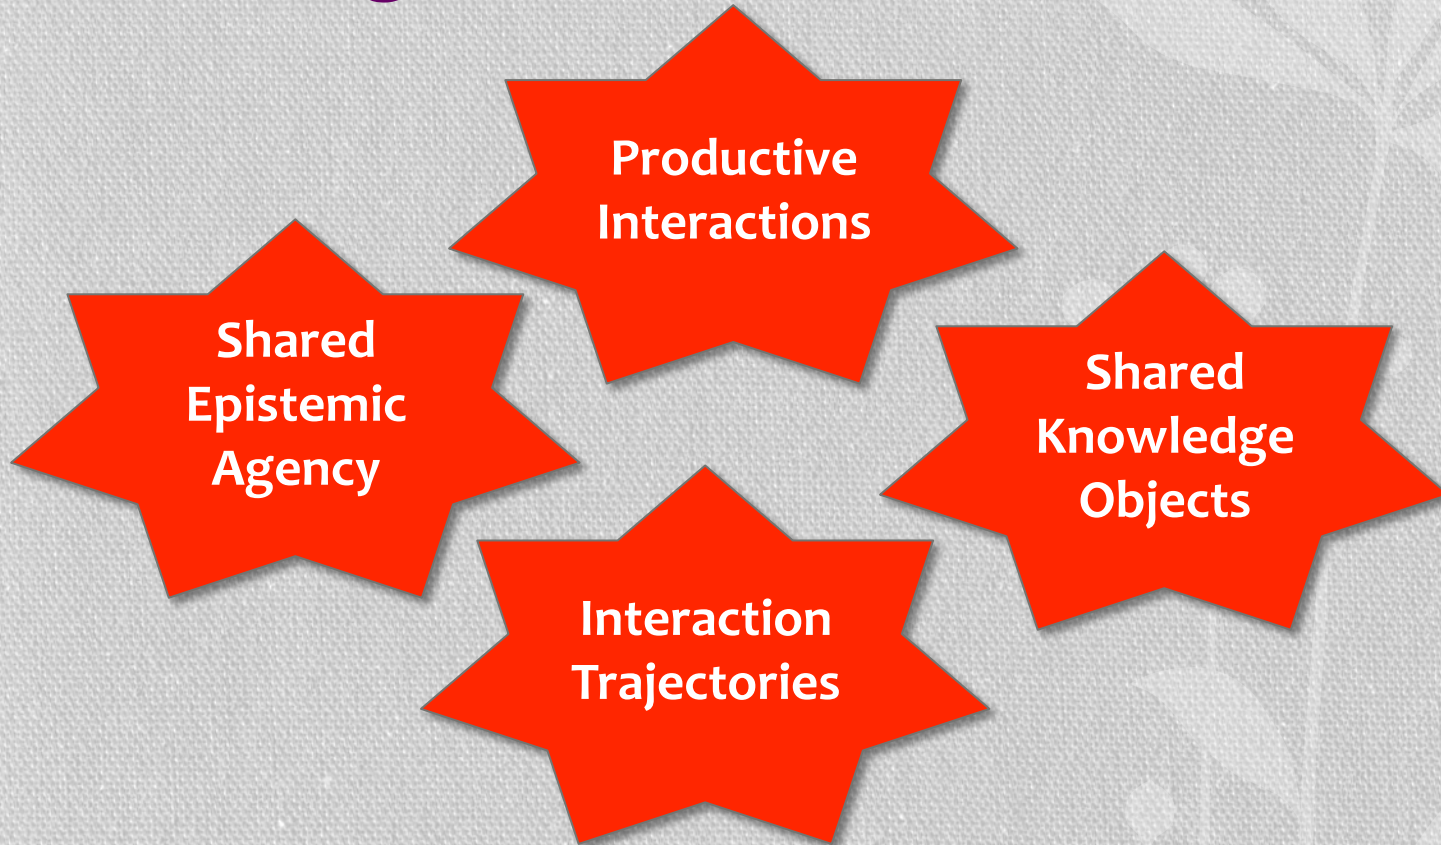 Productive
Interactions
Shared
Epistemic
Agency
Shared
Knowledge
Objects
Interaction
Trajectories